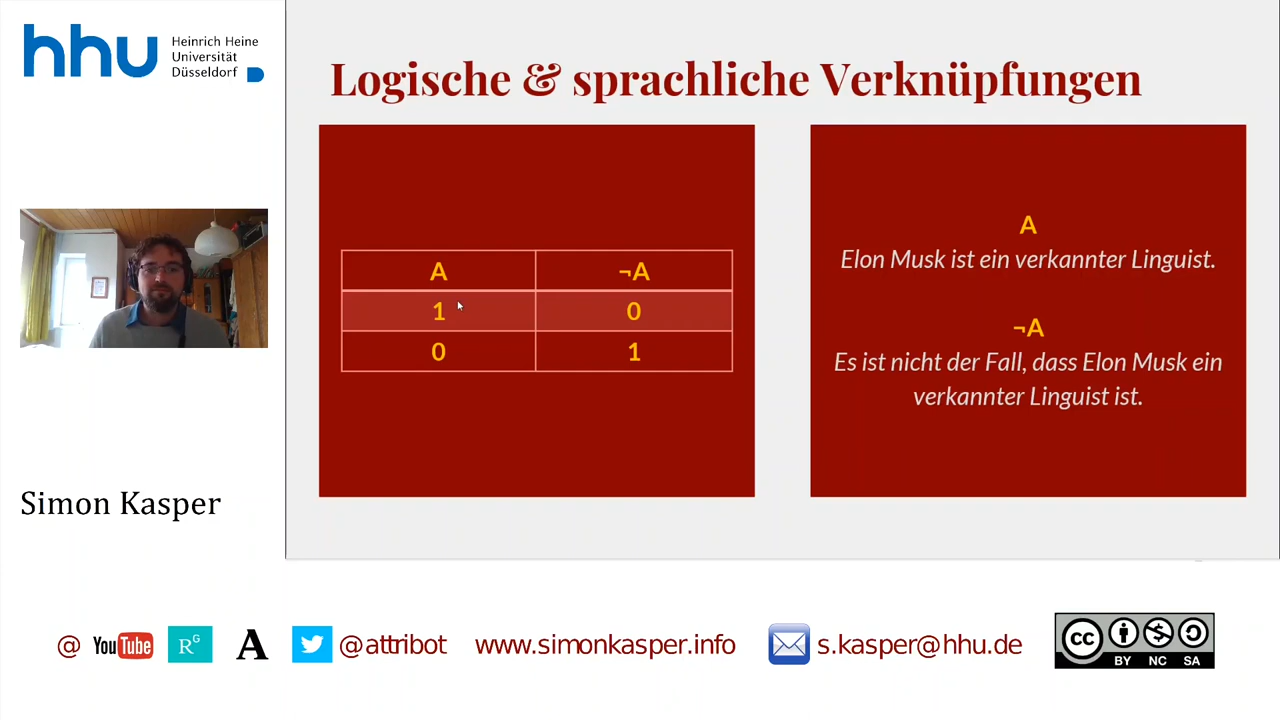 hhu
Heinrich Heine
Universität
Düsseldorf
Logische & sprachliche Verknüpfungen
A ¬A
1 0
0 1
A
Elon Musk ist ein verkannter Linguist.
¬A
Es ist nicht der Fall, dass Elon Musk ein
verkannter Linguist ist.
Simon Kasper
@ YouTube RG A @attribot www.simonkasper.info s.kasper@hhu.de cc
BY NC SA